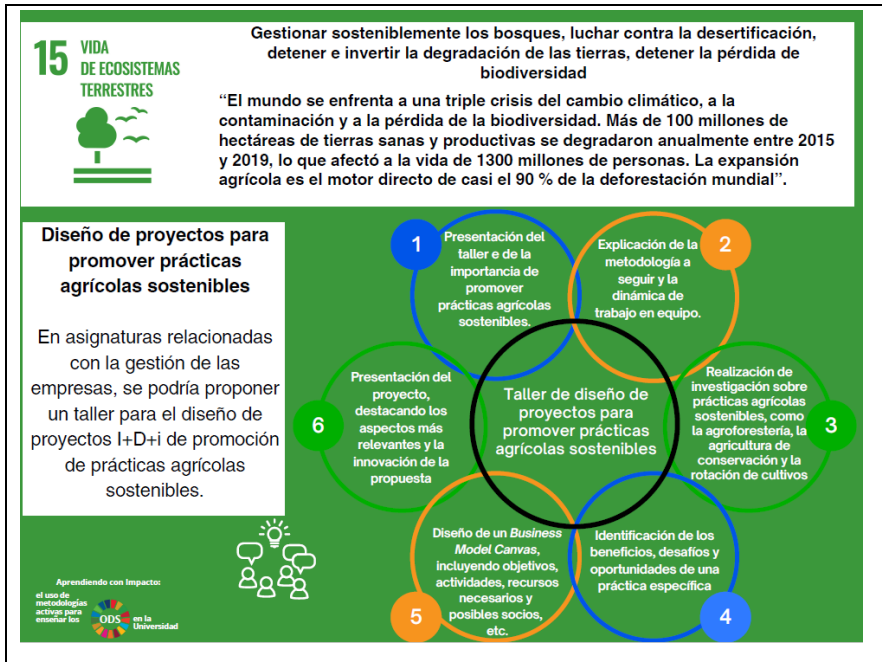 15 VIDA
DE ECOSISTEMAS
TERRESTRES
Gestionar sosteniblemente los bosques, luchar contra la desertificación,
detener e invertir la degradación de las tierras, detener la pérdida de
biodiversidad
“El mundo se enfrenta a una triple crisis del cambio climático, a la
contaminación y a la pérdida de la biodiversidad. Más de 100 millones de
hectáreas de tierras sanas y productivas se degradaron anualmente entre 2015
y 2019, lo que afectó a la vida de 1300 millones de personas. La expansión
agrícola es el motor directo de casi el 90 % de la deforestación mundial”.
Diseño de proyectos para
promover prácticas
agrícolas sostenibles
En asignaturas relacionadas
con la gestión de las
empresas, se podría proponer
un taller para el diseño de
proyectos I+D+i de promoción
de prácticas agrícolas
sostenibles.
1
Presentación del
taller e de la
importancia de
promover
prácticas agrícolas
sostenibles.
2
Explicación de la
metodología a
seguir y la
dinámica de
trabajo en equipo.
3
Realización de
investigación sobre
prácticas agrícolas
sostenibles, como
la agroforestería, la
agricultura de
conservación y la
rotación de cultivos
4
Identificación de los
beneficios, desafíos y
oportunidades de una
práctica específica
5
Diseño de un Business
Model Canvas,
incluyendo objetivos,
actividades, recursos
necesarios y
posibles socios,
etc.
6
Presentación del
proyecto,
destacando los
aspectos más
relevantes y la
innovación de la
propuesta
Taller de diseño de
proyectos para
promover prácticas
agrícolas sostenibles
Aprendiendo con Impacto:
el uso de
metodologías
activas para
enseñar los
ODS
en la
Universidad